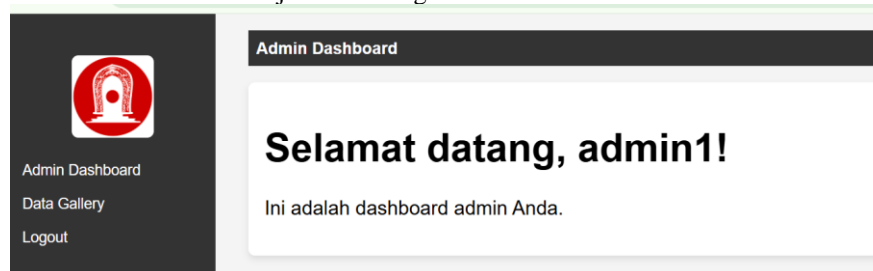 Admin Dashboard
Admin Dashboard
Data Gallery
Logout
Selamat datang, admin1!
Ini adalah dashboard admin Anda.